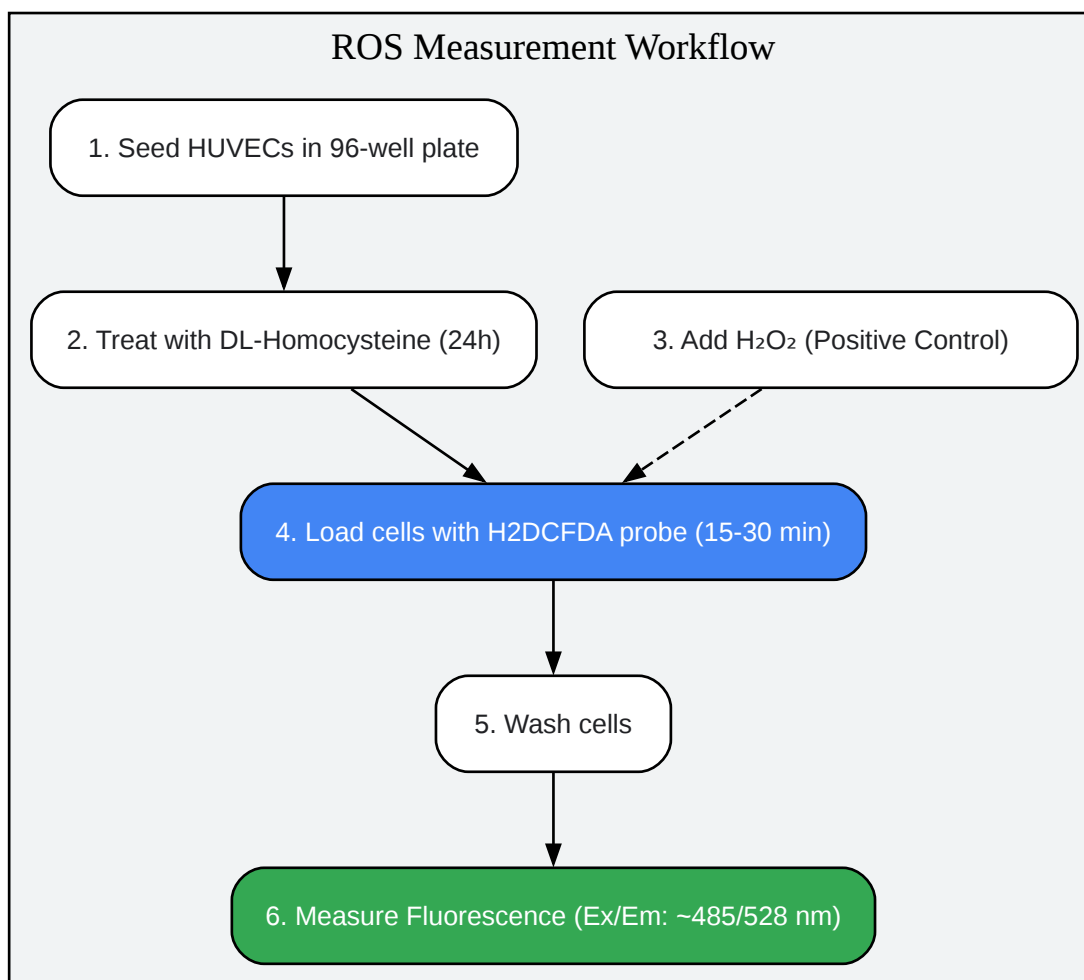 ROS Measurement Workflow
1. Seed HUVECs in 96-well plate
2. Treat with DL-Homocysteine (24h)
3. Add H₂O₂ (Positive Control)
4. Load cells with H2DCFDA probe (15-30 min)
5. Wash cells
6. Measure Fluorescence (Ex/Em: ~485/528 nm)